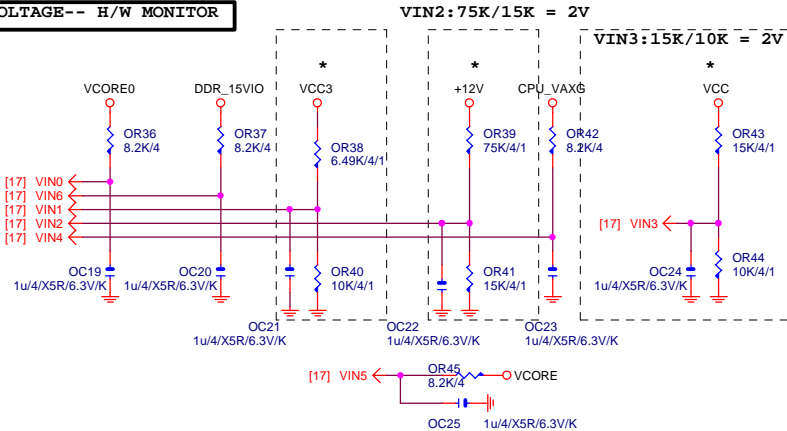 OLTAGE-- H/W MONITOR
VIN2:75K/15K = 2V
VIN3:15K/10K = 2V
*
*
*
VCORE0
DDR_15VIO
VCC3
+12V
CPU_VAXG
VCC
OR36
8.2K/4
OR37
8.2K/4
OR38
6.49K/4/1
OR39
75K/4/1
OR42
8.2K/4
OR43
15K/4/1
[17] VIN0
[17] VIN6
[17] VIN1
[17] VIN2
[17] VIN4
[17] VIN3
OC19
1u/4/X5R/6.3V/K
OC20
1u/4/X5R/6.3V/K
OR40
10K/4/1
OR41
15K/4/1
OC24
1u/4/X5R/6.3V/K
OR44
10K/4/1
OC21
1u/4/X5R/6.3V/K
OC22
1u/4/X5R/6.3V/K
OC23
1u/4/X5R/6.3V/K
[17] VIN5
OR45
8.2K/4
VCORE
OC25
1u/4/X5R/6.3V/K